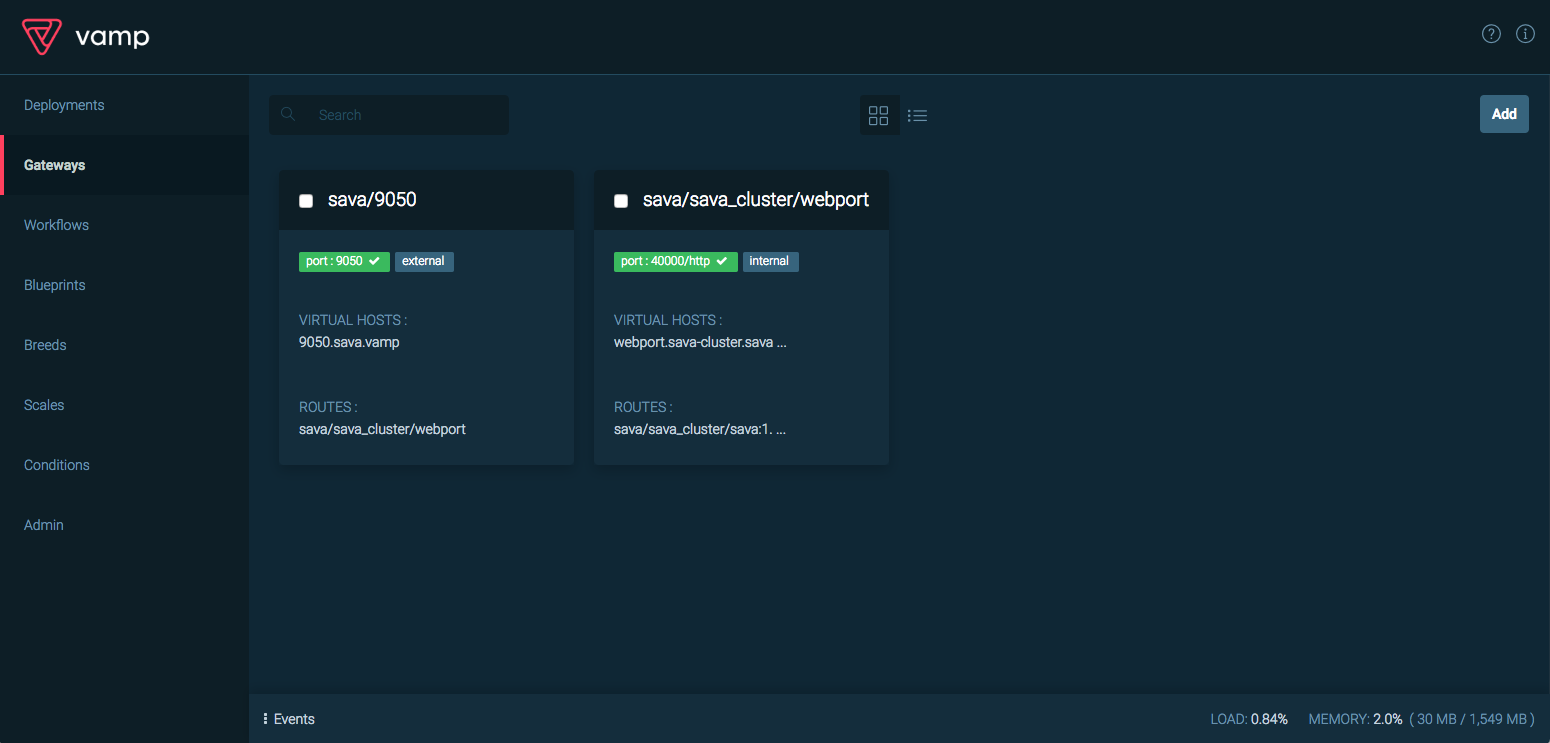 vamp
Deployments
Gateways
Workflows
Blueprints
Breeds
Scales
Conditions
Admin
Search
Add
sava/9050
port : 9050 external
VIRTUAL HOSTS :
9050.sava.vamp
ROUTES :
sava/sava_cluster/webport
sava/sava_cluster/webport
port : 40000/http internal
VIRTUAL HOSTS :
webport.sava-cluster.sava ...
ROUTES :
sava/sava_cluster/sava:1. ...
Events
LOAD: 0.84% MEMORY: 2.0% ( 30 MB / 1,549 MB )